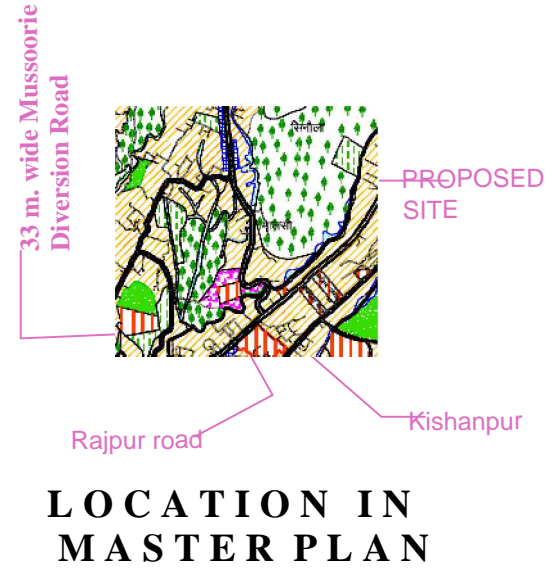 33 m. wide Mussoorie
Diversion Road
सिनौला
PROPOSED
SITE
Kishanpur
Rajpur road
LOCATION IN
MASTER PLAN